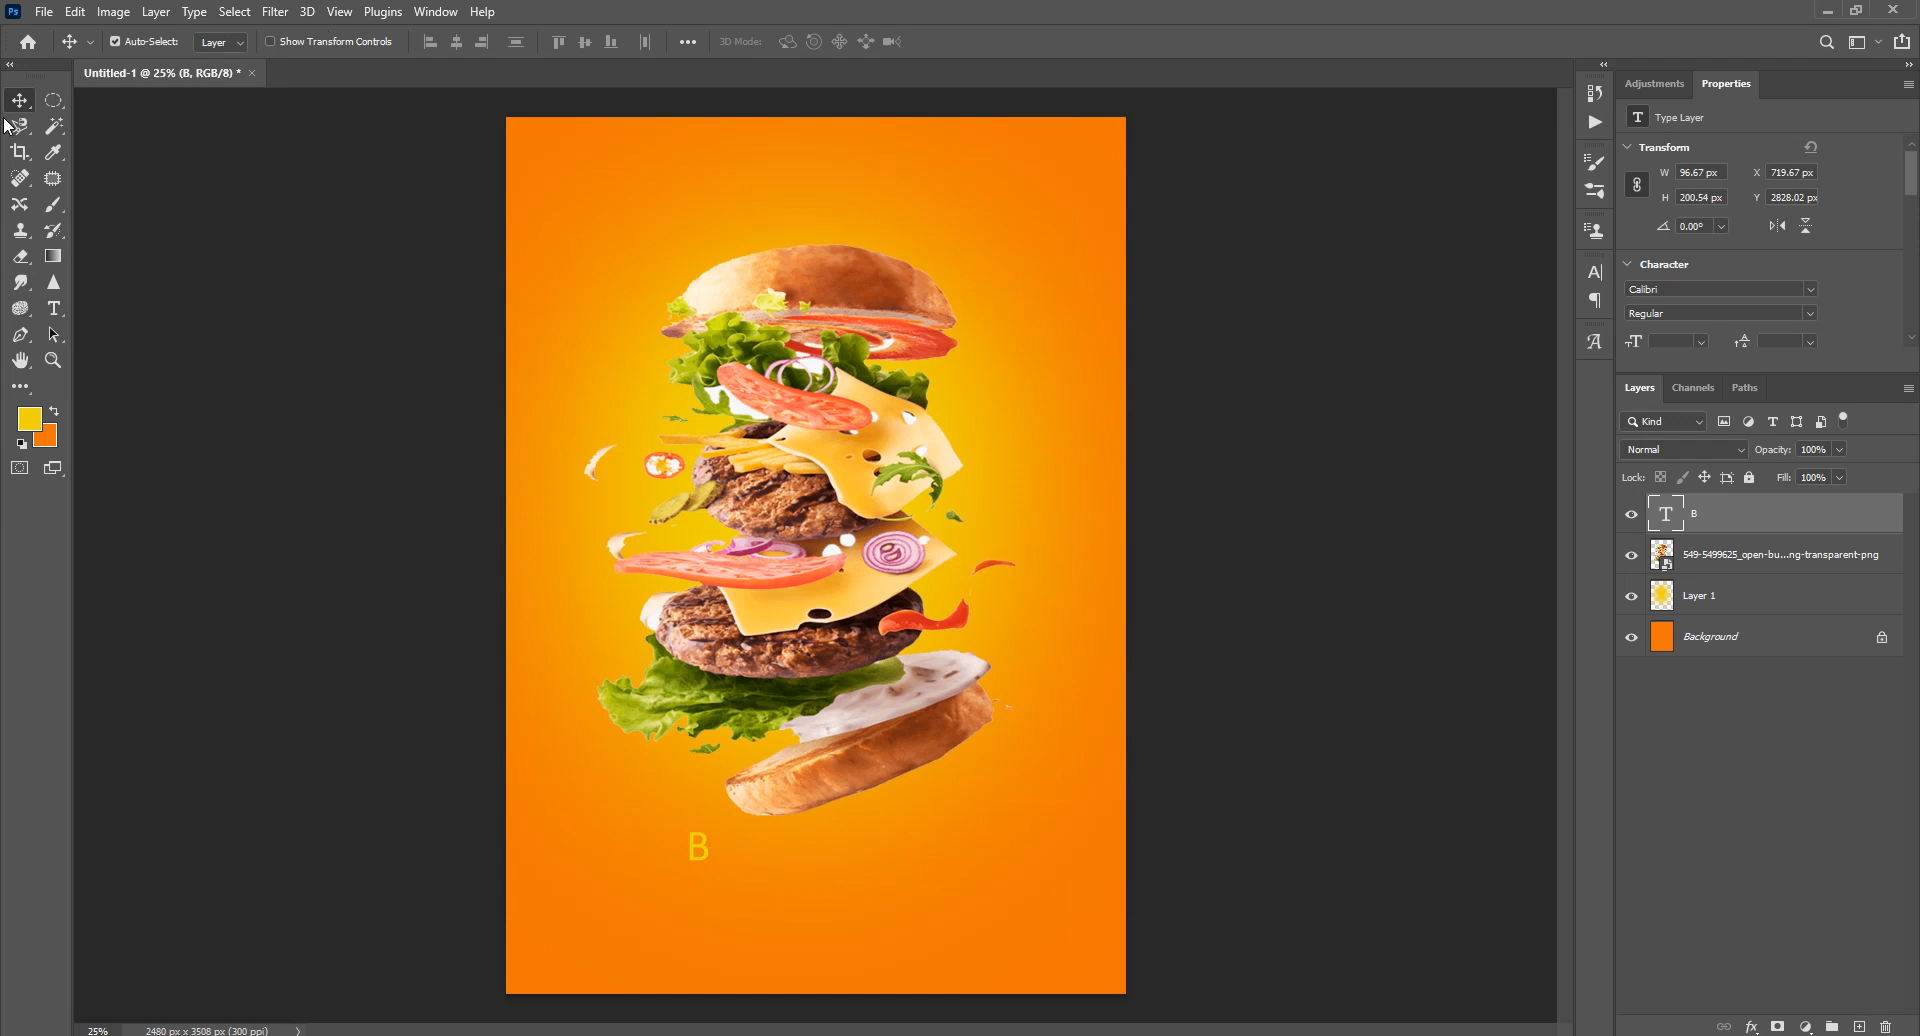 Ps File Edit Image Layer Type Select Filter 3D View Plugins Window Help
Auto-Select: Layer Show Transform Controls 3D Mode:
Untitled-1 @ 25% (B, RGB/8) *
Adjustments Properties
T Type Layer
Transform
W 96.67 px X 719.67 px
H 200.54 px Y 2828.02 px
0.00°
Character
Calibri
Regular
Layers Channels Paths
Kind
Normal Opacity: 100%
Lock: Fill: 100%
T B
549-5499625_open-bu...ng-transparent-png
Layer 1
Background
B
25% 2480 px x 3508 px (300 ppi)
fx